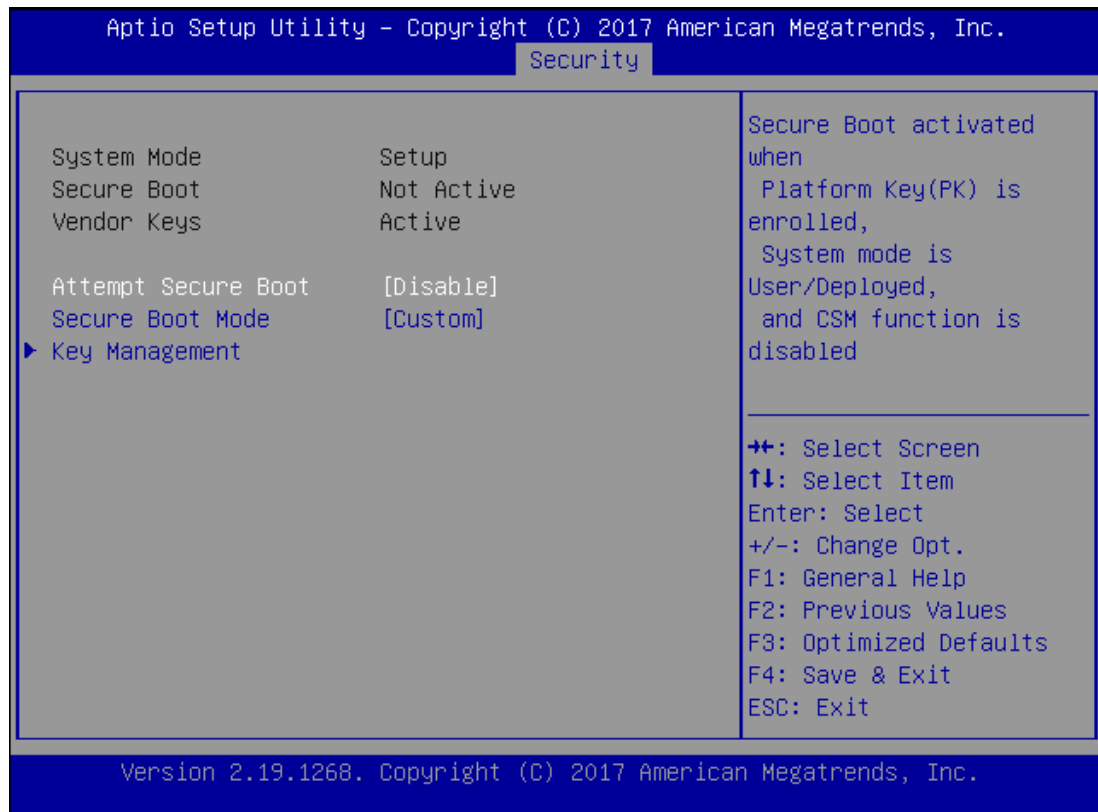 Aptio Setup Utility – Copyright (C) 2017 American Megatrends, Inc.
Security
System Mode Setup
Secure Boot Not Active
Vendor Keys Active
Attempt Secure Boot [Disable]
Secure Boot Mode [Custom]
▶ Key Management
Secure Boot activated
when
Platform Key(PK) is
enrolled,
System mode is
User/Deployed,
and CSM function is
disabled
→←: Select Screen
↑↓: Select Item
Enter: Select
+/-: Change Opt.
F1: General Help
F2: Previous Values
F3: Optimized Defaults
F4: Save & Exit
ESC: Exit
Version 2.19.1268. Copyright (C) 2017 American Megatrends, Inc.